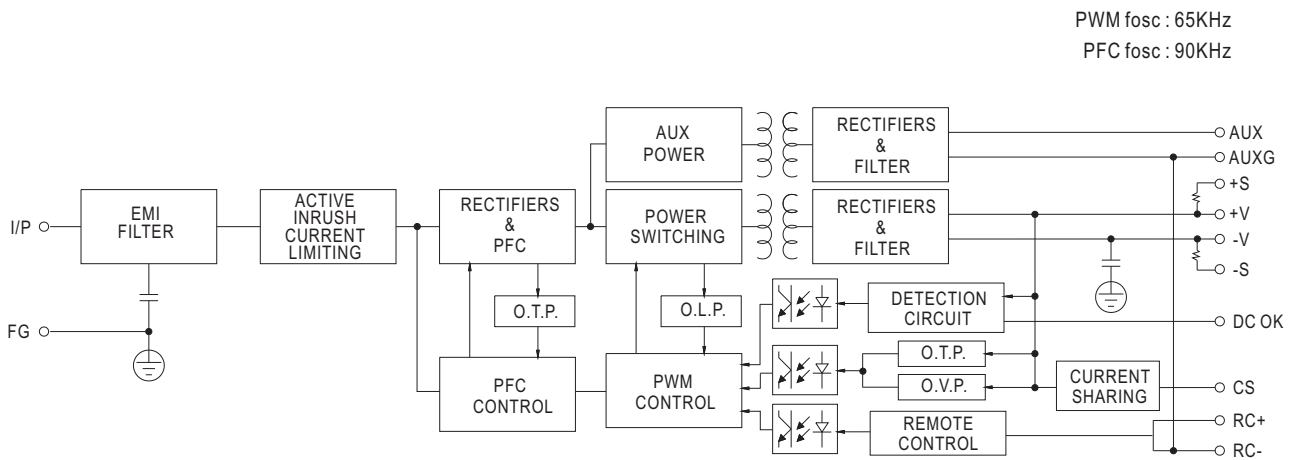 PWM fosc : 65KHz
PFC fosc : 90KHz
AUX
POWER
RECTIFIERS
&
FILTER
AUX
AUXG
I/P
EMI
FILTER
ACTIVE
INRUSH
CURRENT
LIMITING
RECTIFIERS
&
PFC
POWER
SWITCHING
RECTIFIERS
&
FILTER
+S
+V
-V
-S
FG
O.T.P.
O.L.P.
DETECTION
CIRCUIT
DC OK
PFC
CONTROL
PWM
CONTROL
O.T.P.
O.V.P.
CURRENT
SHARING
CS
REMOTE
CONTROL
RC+
RC-